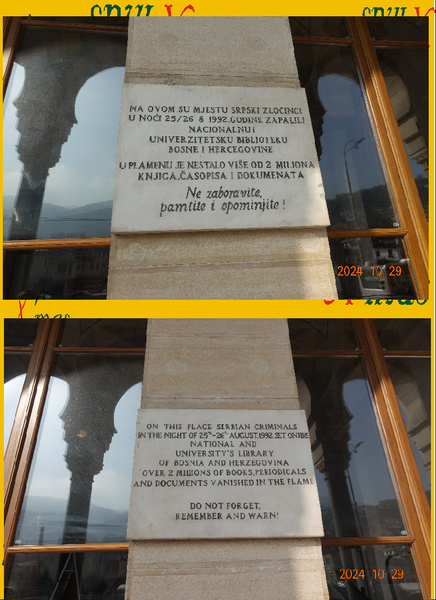 NA OVOM SU MJESTU SRPSKI ZLOČINCI
U NOĆI 25/26 8 1992. GODINE ZAPALILI
NACIONALNU I
UNIVERZITETSKU BIBLIOTEKU
BOSNE I HERCEGOVINE
U PLAMENU JE NESTALO VIŠE OD 2 MILIONA
KNJIGA, ČASOPISA I DOKUMENATA
Ne zaboravite,
pamtite i opominjite!
2024 10 29
ON THIS PLACE SERBIAN CRIMINALS
IN THE NIGHT OF 25TH-26TH AUGUST, 1992. SET ON FIRE
NATIONAL AND
UNIVERSITY'S LIBRARY
OF BOSNIA AND HERZEGOVINA
OVER 2 MILLIONS OF BOOKS, PERIODICALS
AND DOCUMENTS VANISHED IN THE FLAME
DO NOT FORGET,
REMEMBER AND WARN!
2024 10 29